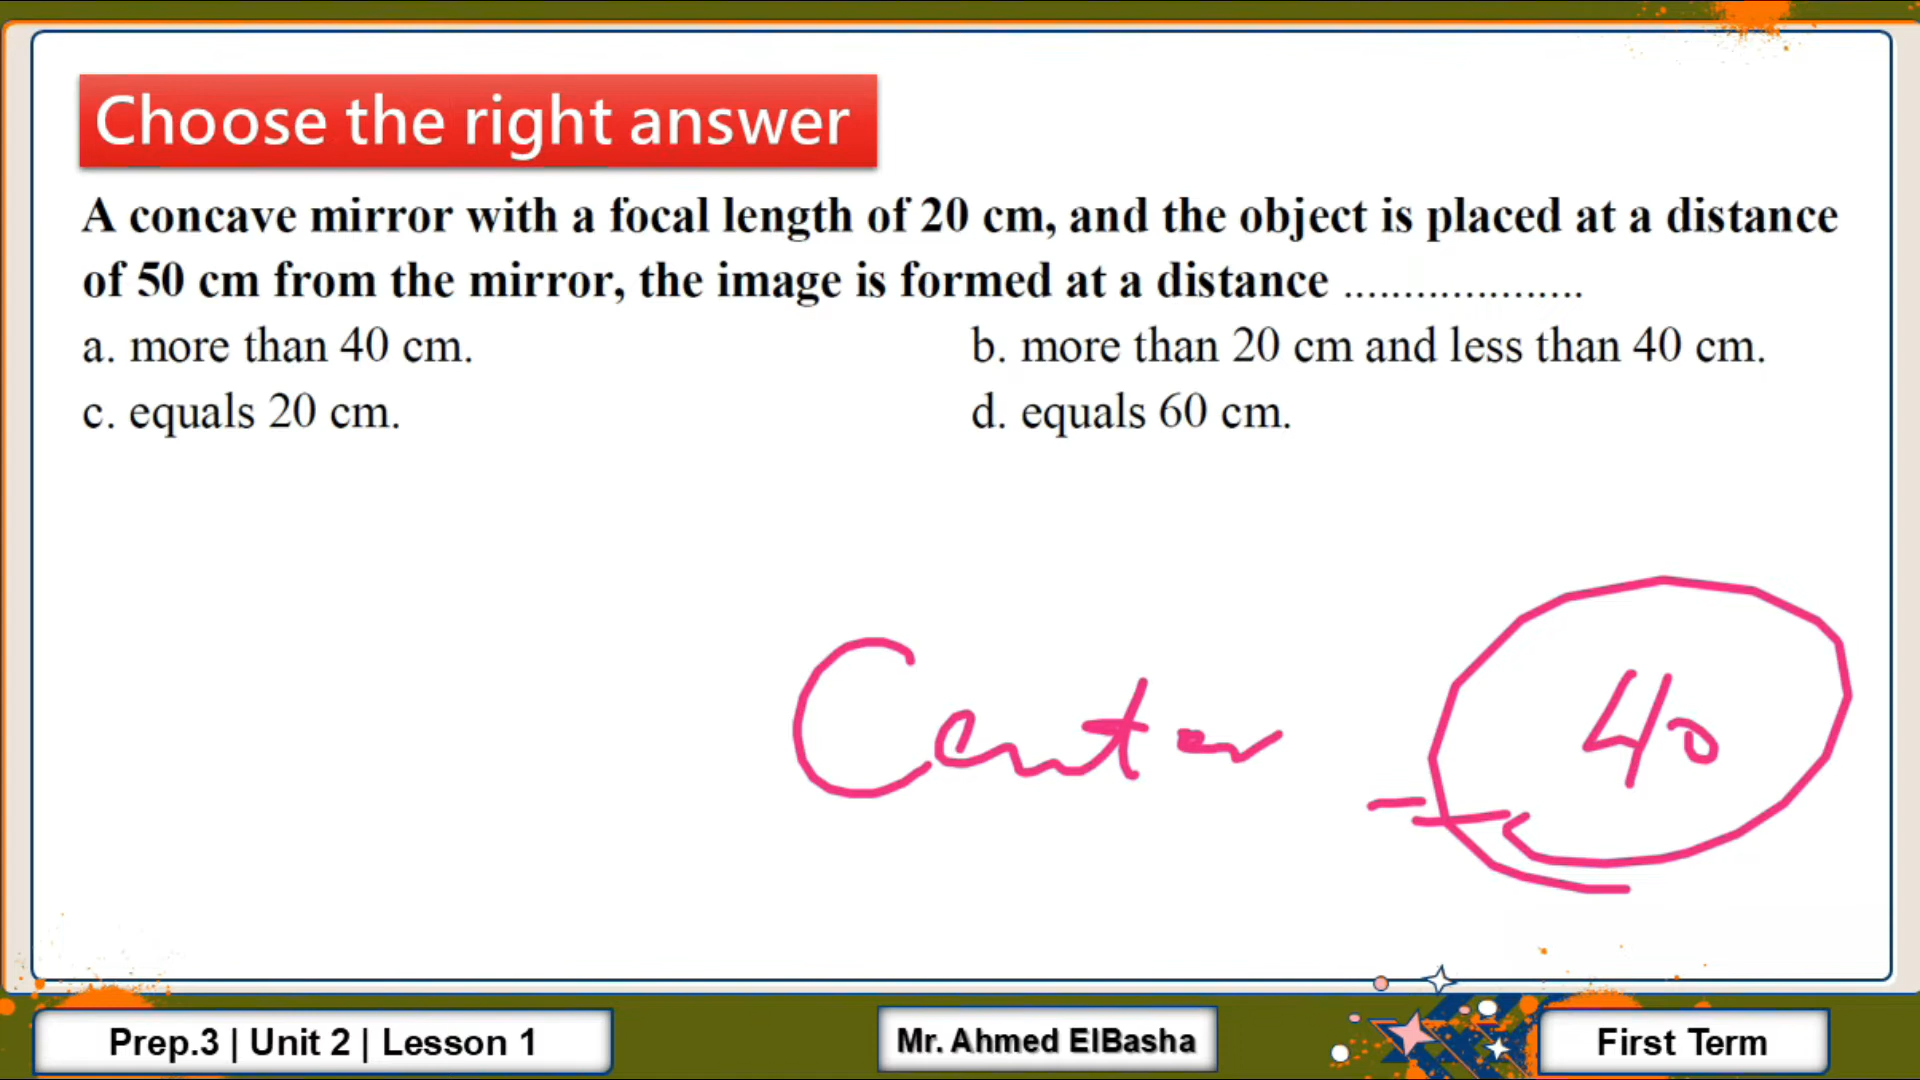 Choose the right answer
A concave mirror with a focal length of 20 cm, and the object is placed at a distance
of 50 cm from the mirror, the image is formed at a distance ....................
a. more than 40 cm.
b. more than 20 cm and less than 40 cm.
c. equals 20 cm.
d. equals 60 cm.
Center
40
Prep.3 | Unit 2 | Lesson 1
Mr. Ahmed ElBasha
First Term